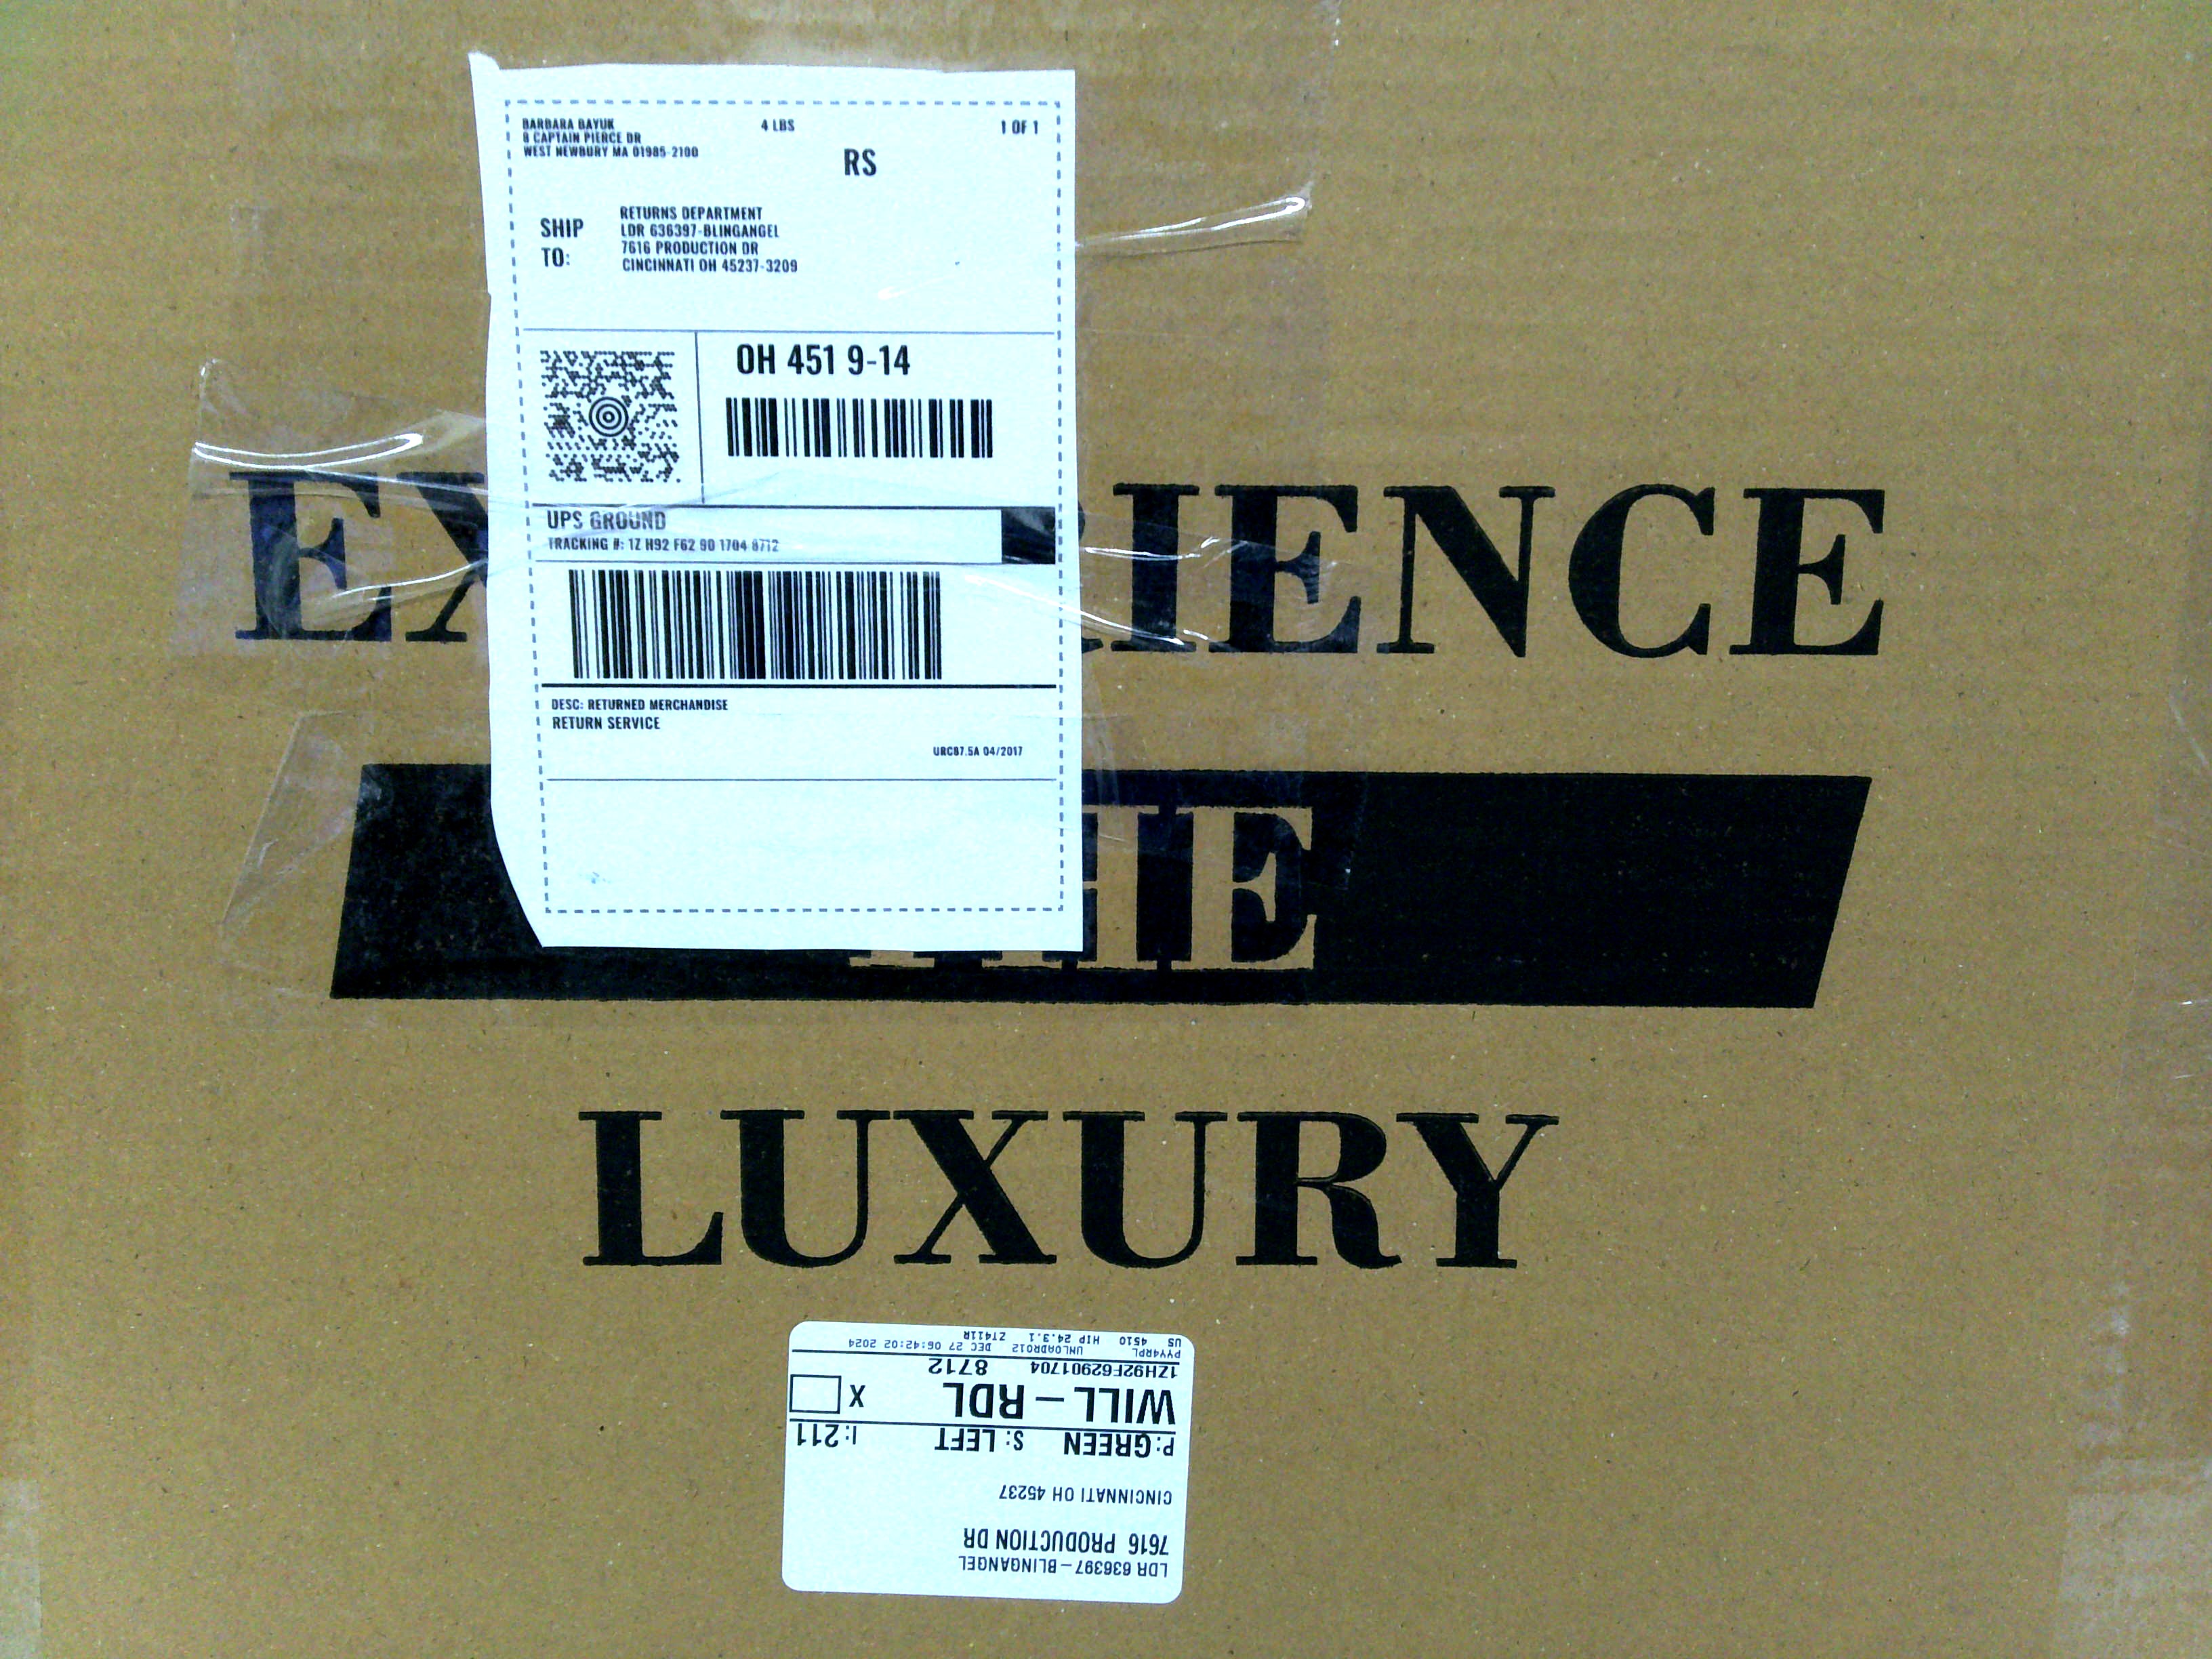 BARBARA BAYUK
8 CAPTAIN PIERCE DR
WEST NEWBURY MA 01985-2100
4 LBS
1 OF 1
RS
SHIP TO:
RETURNS DEPARTMENT
LDR 636397-BLINGANGEL
7616 PRODUCTION DR
CINCINNATI OH 45237-3209
OH 451 9-14
UPS GROUND
TRACKING #: 1Z H92 F62 90 1704 8712
DESC: RETURNED MERCHANDISE
RETURN SERVICE
URC87.5A 04/2017
EX RIENCE
THE
LUXURY
LDR 636397-BLINGANGEL
7616 PRODUCTION DR
CINCINNATI OH 45237
P:GREEN S: LEFT I:211
WILL-RDL X
1ZH92F62901704 8712
PYY4RPL UNLOADR012 DEC 27 06:42:02 2024
US 4510 HIP 24.3.1 ZT411R